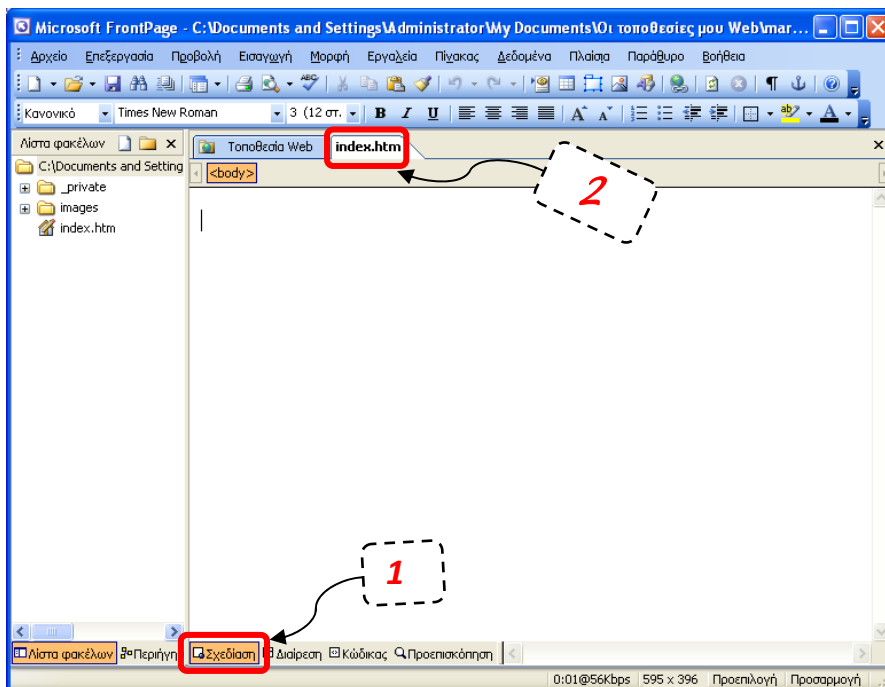 Microsoft FrontPage - C:\Documents and Settings\Administrator\My Documents\Οι τοποθεσίες μου Web\mar...
Αρχείο Επεξεργασία Προβολή Εισαγωγή Μορφή Εργαλεία Πίνακας Δεδομένα Πλαίσια Παράθυρο Βοήθεια
Κανονικό Times New Roman 3 (12 στ. B I U A A ab A
Λίστα φακέλων Τοποθεσία Web index.htm
C:\Documents and Setting <body>
_private
images
index.htm
2
1
Λίστα φακέλων Περιήγη Σχεδίαση Διαίρεση Κώδικας Προεπισκόπηση
0:01@56Kbps 595 x 396 Προεπιλογή Προσαρμογή